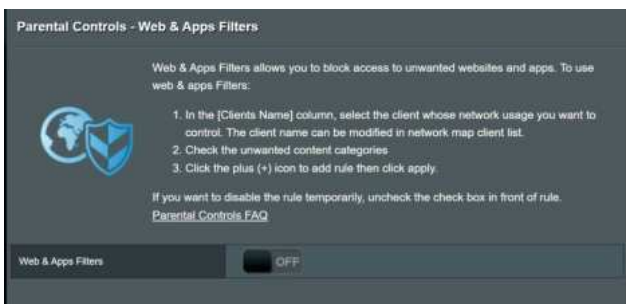 Parental Controls - Web & Apps Filters
Web & Apps Filters allows you to block access to unwanted websites and apps. To use
web & apps Filters:
1. In the [Clients Name] column, select the client whose network usage you want to
control. The client name can be modified in network map client list.
2. Check the unwanted content categories
3. Click the plus (+) icon to add rule then click apply.
If you want to disable the rule temporarily, uncheck the check box in front of rule.
Parental Controls FAQ
Web & Apps Filters
OFF